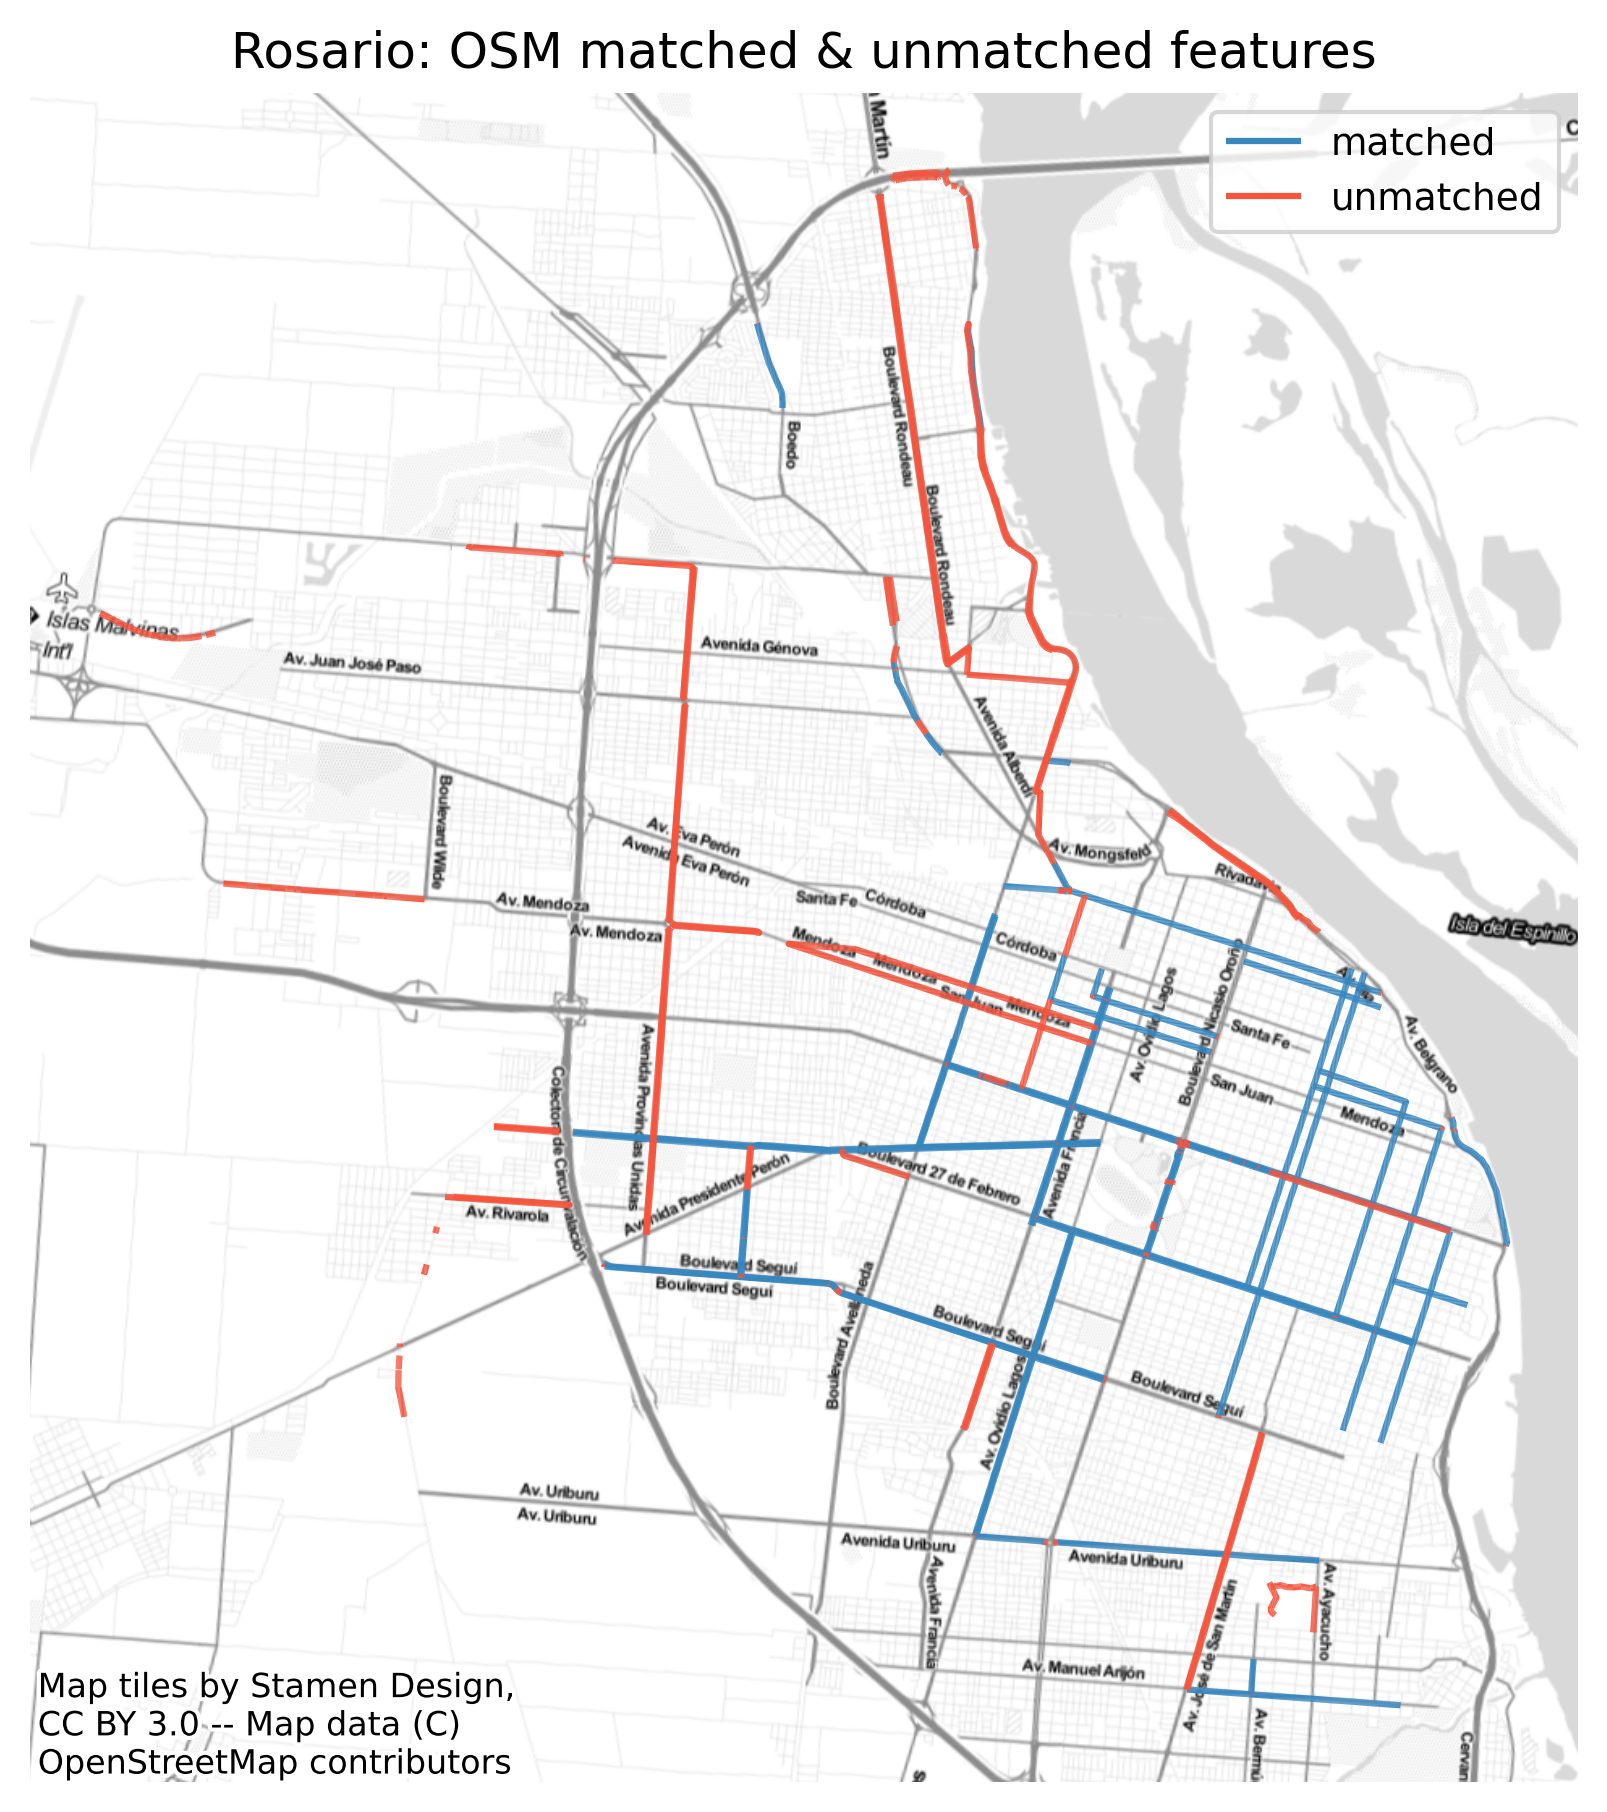 Rosario: OSM matched & unmatched features
n Martín
matched
unmatched
Boulevard Rondeau
Boedo
Boulevard Rondeau
Islas Malvinas
Int'l
Avenida Génova
Av. Juan José Paso
Avenida Alberdi
Boulevard Wilde
Av. Eva Perón
Avenida Eva Perón
Av. Mongsfeld
Rivadavia
Santa Fe
Córdoba
Av. Mendoza
Av. Mendoza
Isla del Espinillo
Mendoza
Mendoza
San Juan
Mendoza
Córdoba
Av. Ovidio Lagos
Boulevard Nicasio Oroño
Santa Fe
San Juan
Mendoza
Av. Belgrano
Avenida Provincias Unidas
Colectora de Circunvalación
Avenida Francia
Boulevard 27 de Febrero
Avenida Presidente Perón
Av. Rivarola
Boulevard Seguí
Boulevard Seguí
Boulevard Avellaneda
Boulevard Seguí
Boulevard Seguí
Av. Ovidio Lagos
Av. Uriburu
Av. Uriburu
Avenida Uriburu
Avenida Uriburu
Avenida Francia
Av. José de San Martín
Av. Ayacucho
Av. Manuel Arijón
Av. Bermú
Cervan
Map tiles by Stamen Design,
CC BY 3.0 -- Map data (C)
OpenStreetMap contributors